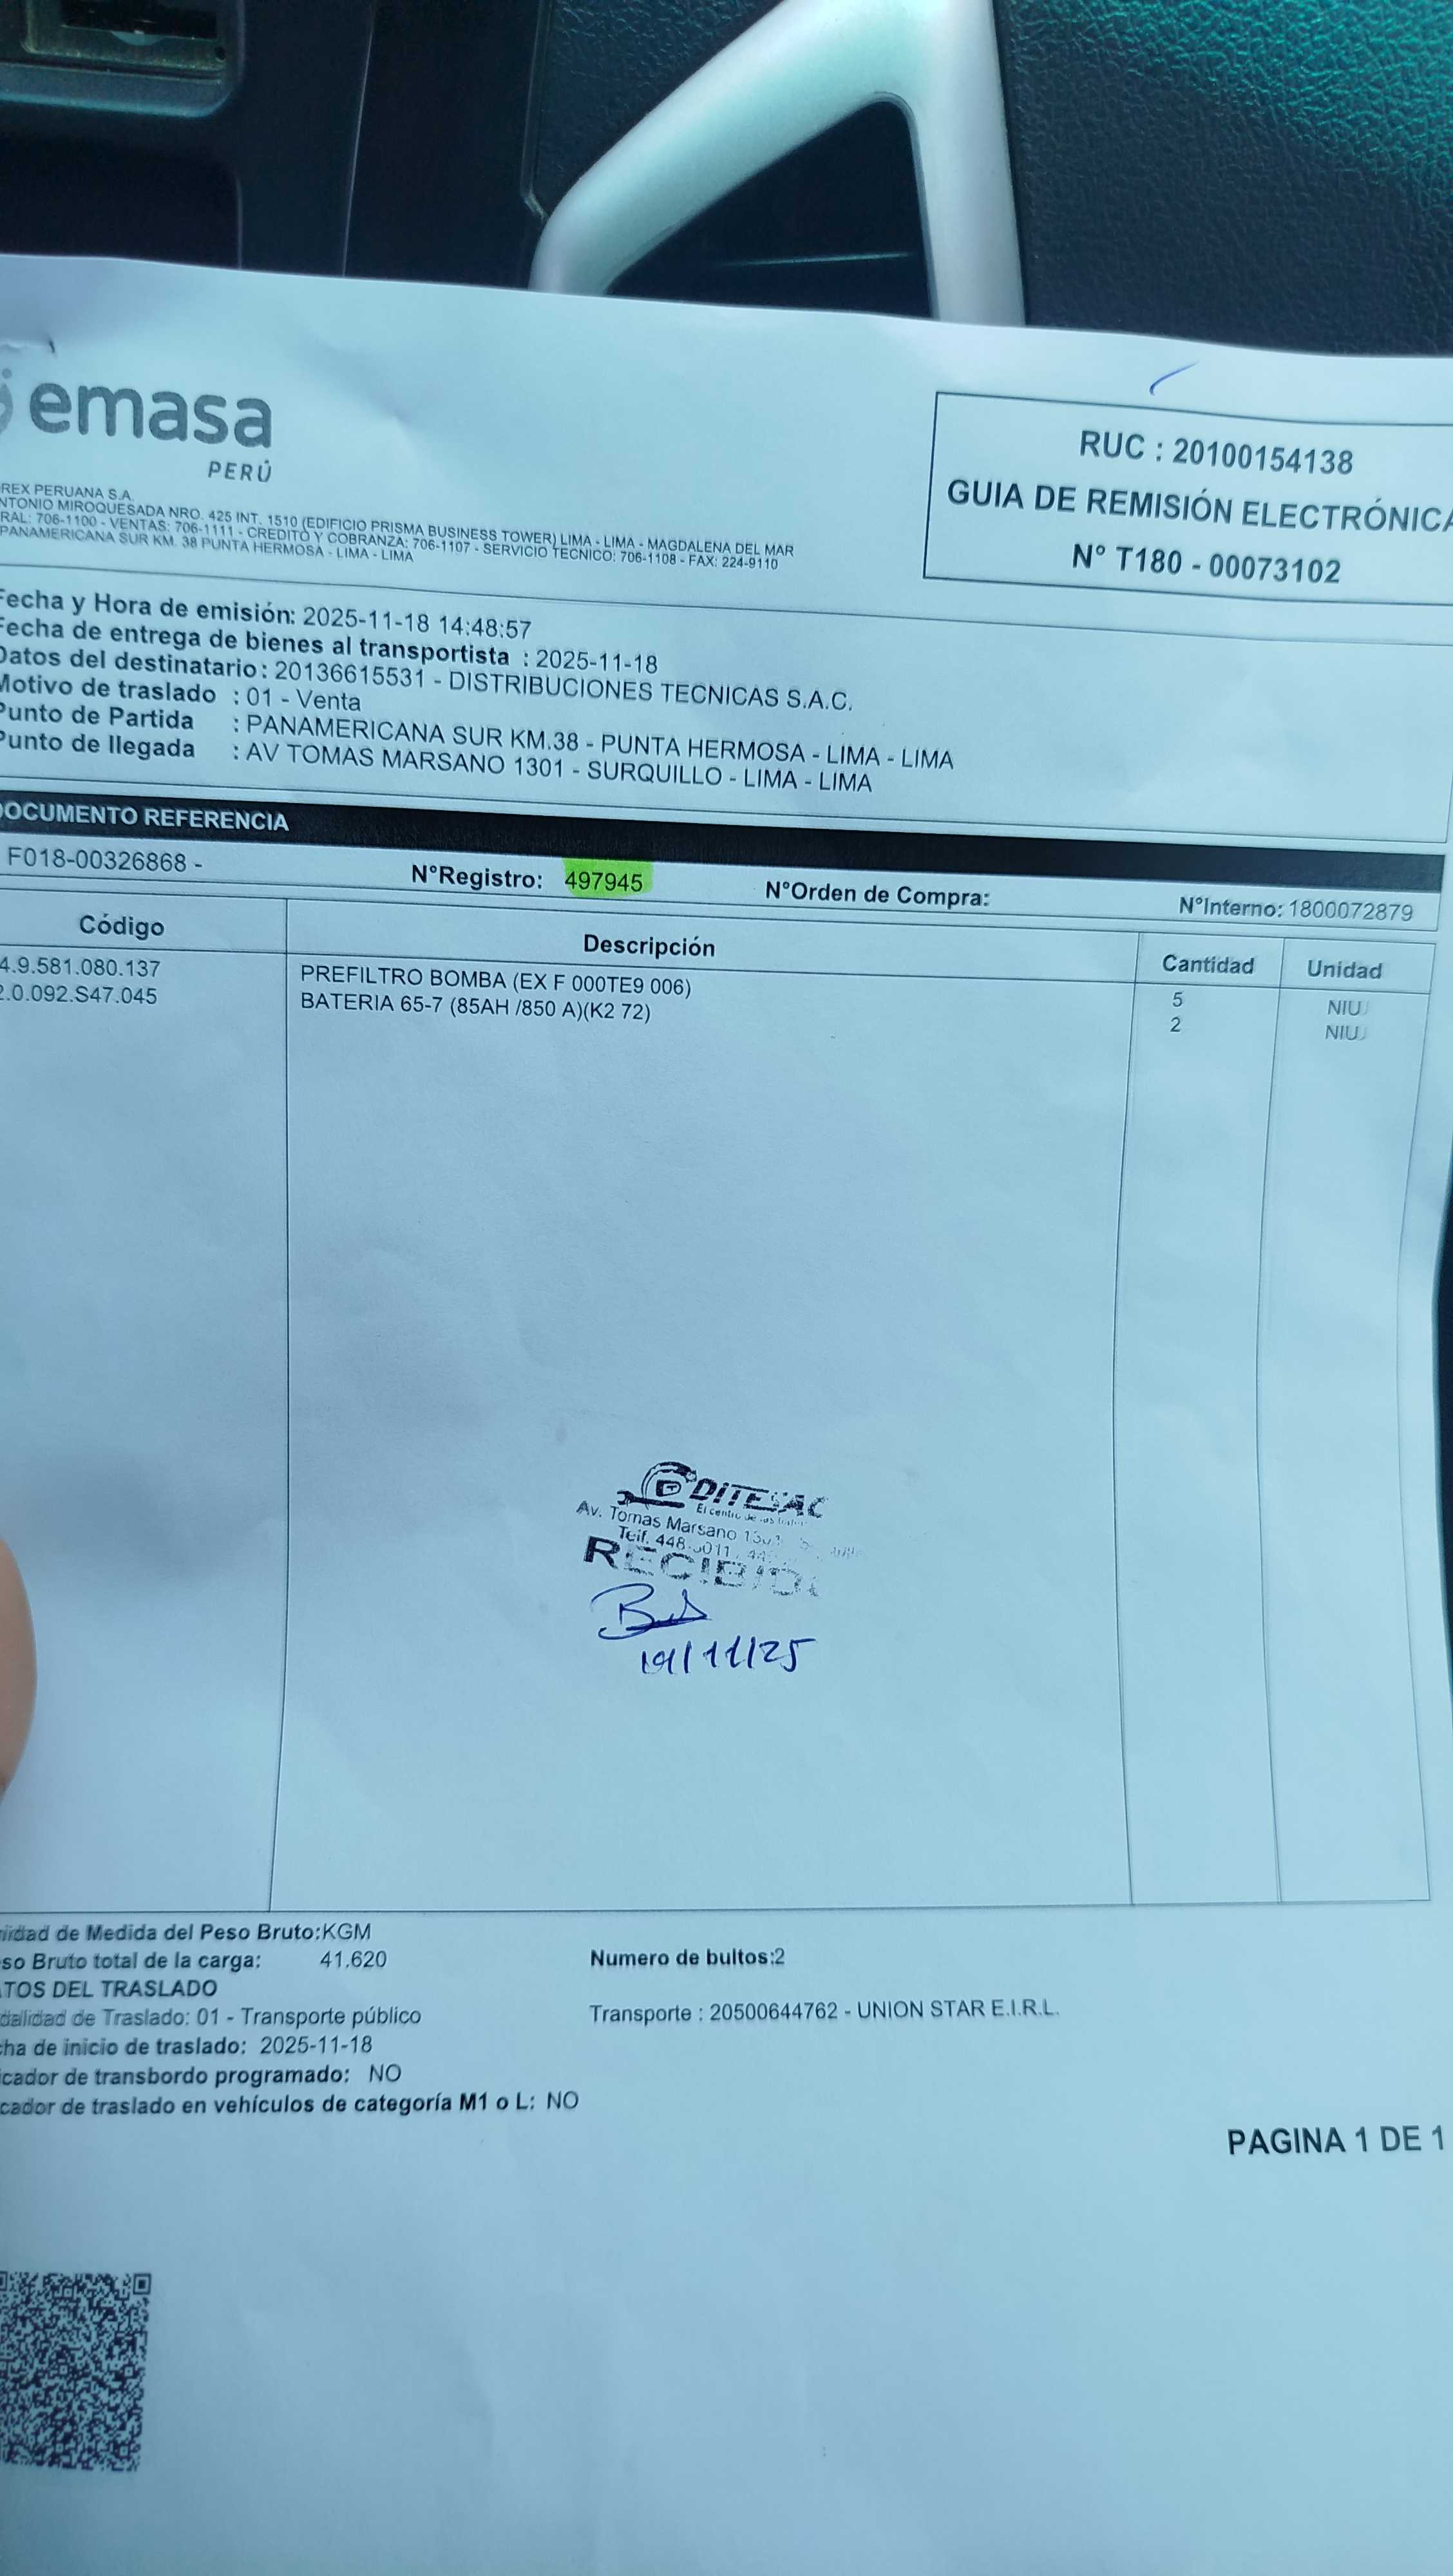 emasa
PERÚ
REX PERUANA S.A.
NTONIO MIROQUESADA NRO. 425 INT. 1510 (EDIFICIO PRISMA BUSINESS TOWER) LIMA - LIMA - MAGDALENA DEL MAR
RAL: 706-1100 - VENTAS: 706-1111 - CREDITO Y COBRANZA: 706-1107 - SERVICIO TECNICO: 706-1108 - FAX: 224-9110
PANAMERICANA SUR KM. 38 PUNTA HERMOSA - LIMA - LIMA
RUC : 20100154138
GUIA DE REMISIÓN ELECTRÓNICA
N° T180 - 00073102
Fecha y Hora de emisión: 2025-11-18 14:48:57
Fecha de entrega de bienes al transportista : 2025-11-18
Datos del destinatario : 20136615531 - DISTRIBUCIONES TECNICAS S.A.C.
Motivo de traslado : 01 - Venta
Punto de Partida : PANAMERICANA SUR KM.38 - PUNTA HERMOSA - LIMA - LIMA
Punto de llegada : AV TOMAS MARSANO 1301 - SURQUILLO - LIMA - LIMA
DOCUMENTO REFERENCIA
F018-00326868 - N°Registro: 497945 N°Orden de Compra: N°Interno: 1800072879
Código Descripción Cantidad Unidad
4.9.581.080.137 PREFILTRO BOMBA (EX F 000TE9 006) 5 NIU
2.0.092.S47.045 BATERIA 65-7 (85AH /850 A)(K2 72) 2 NIU
DITESAC
El centro de
Av. Tomas Marsano
Telf. 448
RECIBIDO
19/11/25
nidad de Medida del Peso Bruto:KGM
so Bruto total de la carga: 41.620 Numero de bultos:2
ATOS DEL TRASLADO
dalidad de Traslado: 01 - Transporte público Transporte : 20500644762 - UNION STAR E.I.R.L.
cha de inicio de traslado: 2025-11-18
icador de transbordo programado: NO
cador de traslado en vehículos de categoría M1 o L: NO
PAGINA 1 DE 1